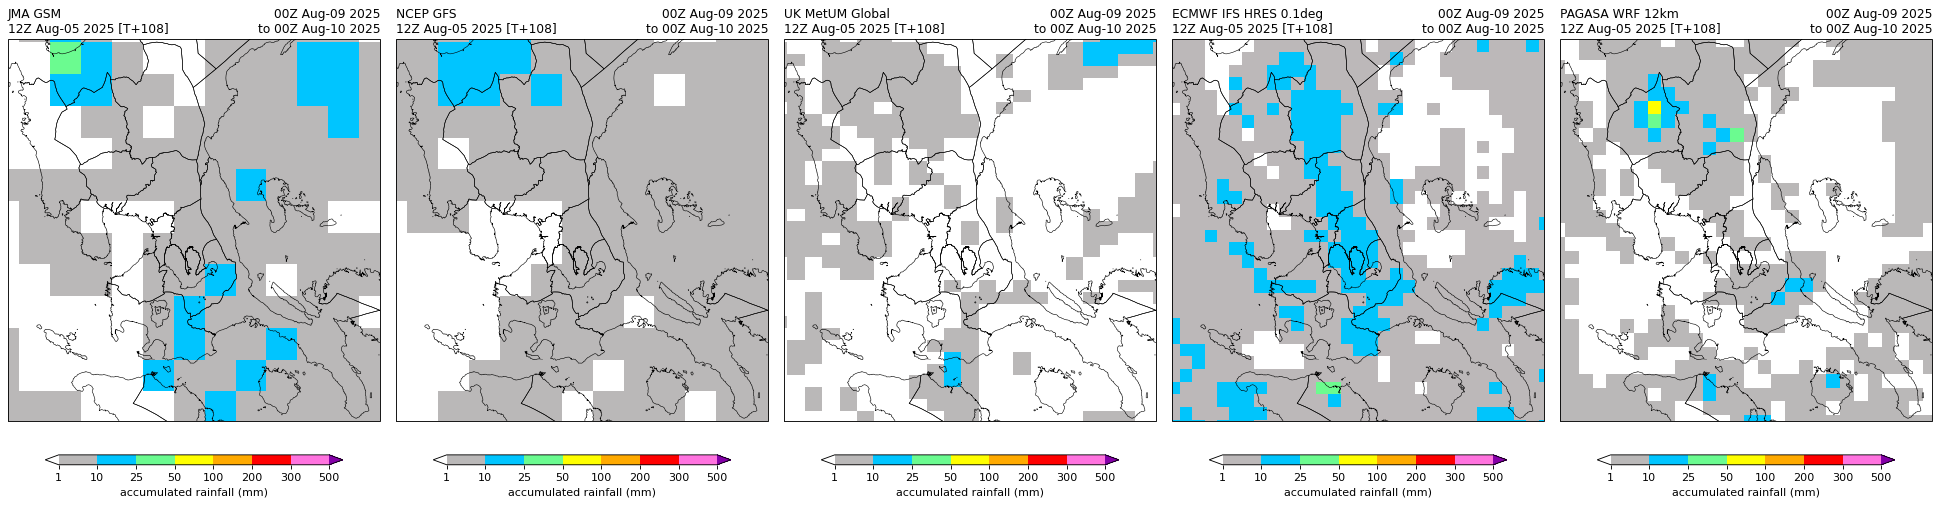 JMA GSM 00Z Aug-09 2025
12Z Aug-05 2025 [T+108] to 00Z Aug-10 2025
NCEP GFS 00Z Aug-09 2025
12Z Aug-05 2025 [T+108] to 00Z Aug-10 2025
UK MetUM Global 00Z Aug-09 2025
12Z Aug-05 2025 [T+108] to 00Z Aug-10 2025
ECMWF IFS HRES 0.1deg 00Z Aug-09 2025
12Z Aug-05 2025 [T+108] to 00Z Aug-10 2025
PAGASA WRF 12km 00Z Aug-09 2025
12Z Aug-05 2025 [T+108] to 00Z Aug-10 2025
1 10 25 50 100 200 300 500
accumulated rainfall (mm)
1 10 25 50 100 200 300 500
accumulated rainfall (mm)
1 10 25 50 100 200 300 500
accumulated rainfall (mm)
1 10 25 50 100 200 300 500
accumulated rainfall (mm)
1 10 25 50 100 200 300 500
accumulated rainfall (mm)